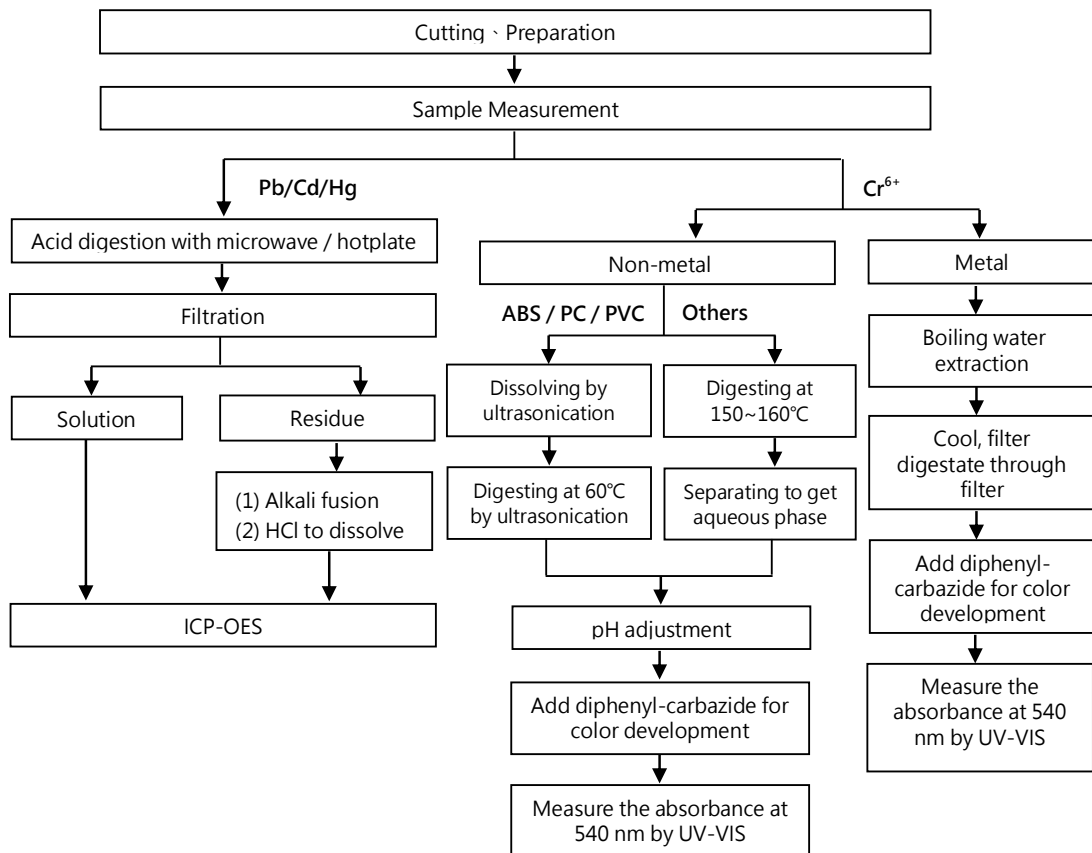 Cutting、Preparation
Sample Measurement
Pb/Cd/Hg
Cr6+
Acid digestion with microwave / hotplate
Filtration
Solution
Residue
(1) Alkali fusion
(2) HCl to dissolve
ICP-OES
Non-metal
ABS / PC / PVC
Others
Dissolving by
ultrasonication
Digesting at
150~160℃
Digesting at 60℃
by ultrasonication
Separating to get
aqueous phase
pH adjustment
Add diphenyl-carbazide for
color development
Measure the absorbance at
540 nm by UV-VIS
Metal
Boiling water
extraction
Cool, filter
digestate through
filter
Add diphenyl-
carbazide for color
development
Measure the
absorbance at 540
nm by UV-VIS